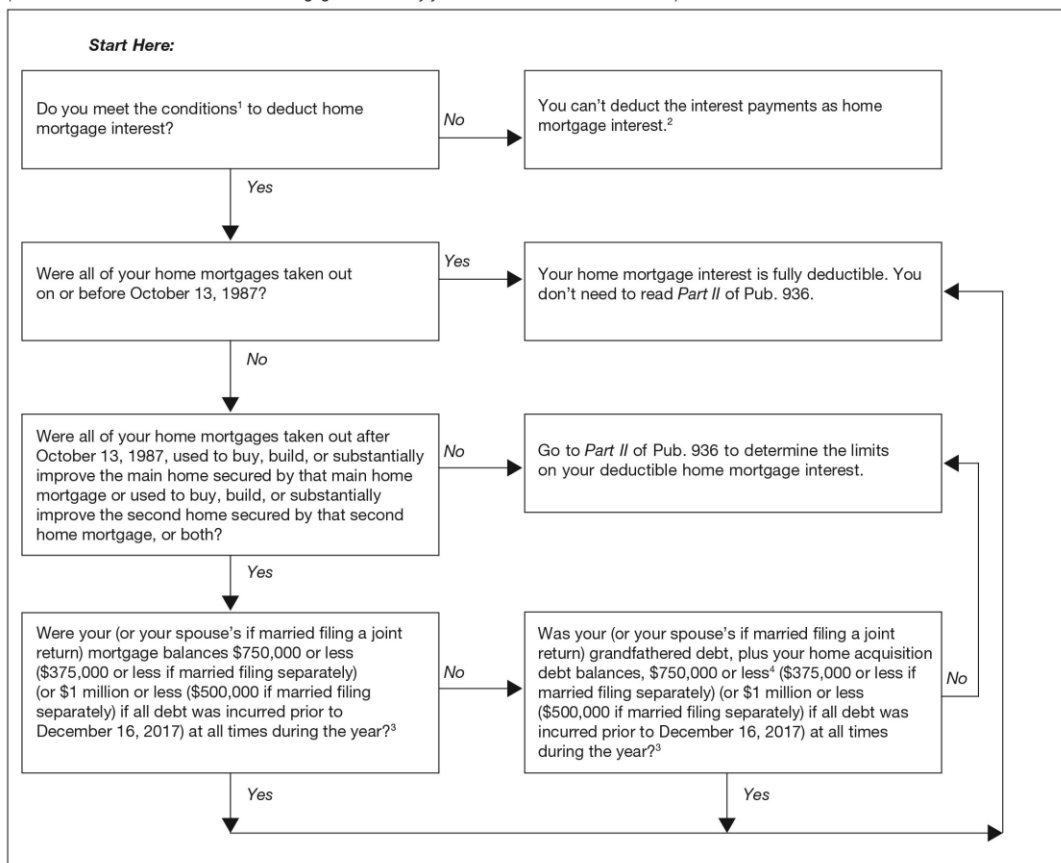 Start Here:
Do you meet the conditions¹ to deduct home
mortgage interest?
No
You can't deduct the interest payments as home
mortgage interest.²
Yes
Were all of your home mortgages taken out
on or before October 13, 1987?
Yes
Your home mortgage interest is fully deductible. You
don't need to read Part II of Pub. 936.
No
Were all of your home mortgages taken out after
October 13, 1987, used to buy, build, or substantially
improve the main home secured by that main home
mortgage or used to buy, build, or substantially
improve the second home secured by that second
home mortgage, or both?
No
Go to Part II of Pub. 936 to determine the limits
on your deductible home mortgage interest.
Yes
Were your (or your spouse's if married filing a joint
return) mortgage balances $750,000 or less
($375,000 or less if married filing separately)
(or $1 million or less ($500,000 if married filing
separately) if all debt was incurred prior to
December 16, 2017) at all times during the year?³
No
Was your (or your spouse's if married filing a joint
return) grandfathered debt, plus your home acquisition
debt balances, $750,000 or less⁴ ($375,000 or less if
married filing separately) (or $1 million or less
($500,000 if married filing separately) if all debt was
incurred prior to December 16, 2017) at all times
during the year?³
No
Yes
Yes